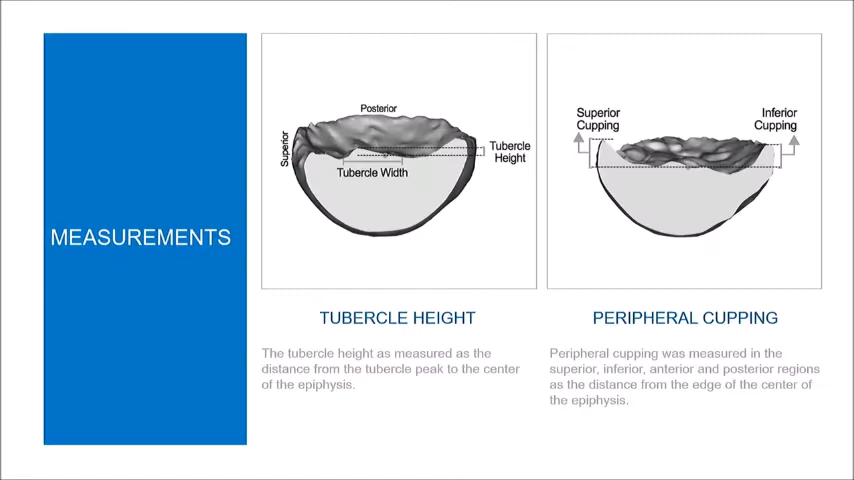 MEASUREMENTS
Posterior
Superior
Tubercle Width
Tubercle
Height
Superior
Cupping
Inferior
Cupping
TUBERCLE HEIGHT
The tubercle height as measured as the
distance from the tubercle peak to the center
of the epiphysis.
PERIPHERAL CUPPING
Peripheral cupping was measured in the
superior, inferior, anterior and posterior regions
as the distance from the edge of the center of
the epiphysis.